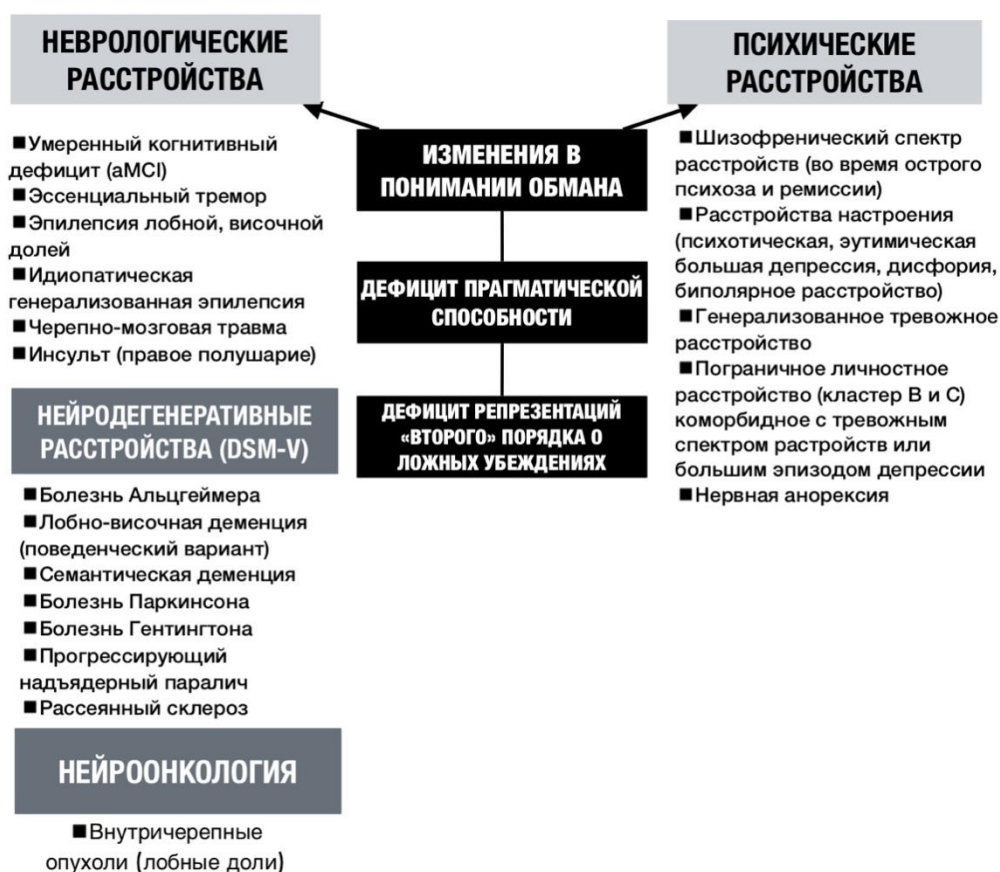 НЕВРОЛОГИЧЕСКИЕ
РАССТРОЙСТВА
■Умеренный когнитивный
дефицит (aMCI)
■Эссенциальный тремор
■Эпилепсия лобной, височной
долей
■Идиопатическая
генерализованная эпилепсия
■Черепно-мозговая травма
■Инсульт (правое полушарие)
НЕЙРОДЕГЕНЕРАТИВНЫЕ
РАССТРОЙСТВА (DSM-V)
■Болезнь Альцгеймера
■Лобно-височная деменция
(поведенческий вариант)
■Семантическая деменция
■Болезнь Паркинсона
■Болезнь Гентингтона
■Прогрессирующий
надъядерный паралич
■Рассеянный склероз
НЕЙРООНКОЛОГИЯ
■Внутричерепные
опухоли (лобные доли)
ИЗМЕНЕНИЯ В
ПОНИМАНИИ ОБМАНА
ДЕФИЦИТ ПРАГМАТИЧЕСКОЙ
СПОСОБНОСТИ
ДЕФИЦИТ РЕПРЕЗЕНТАЦИЙ
«ВТОРОГО» ПОРЯДКА О
ЛОЖНЫХ УБЕЖДЕНИЯХ
ПСИХИЧЕСКИЕ
РАССТРОЙСТВА
■Шизофренический спектр
расстройств (во время острого
психоза и ремиссии)
■Расстройства настроения
(психотическая, эутимическая
большая депрессия, дисфория,
биполярное расстройство)
■Генерализованное тревожное
расстройство
■Пограничное личностное
расстройство (кластер B и C)
коморбидное с тревожным
спектром растройств или
большим эпизодом депрессии
■Нервная анорексия